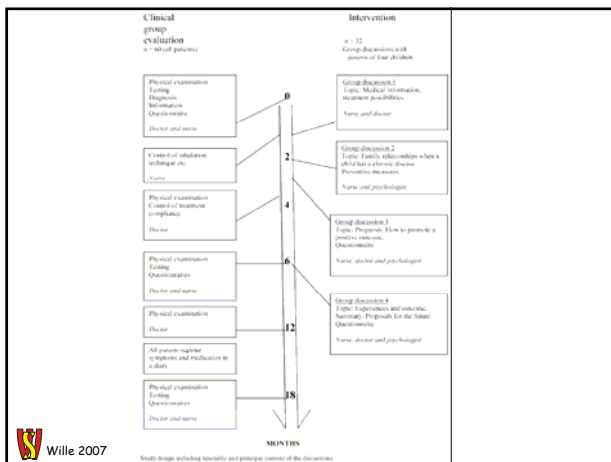 Clinical
group
evaluation
n = 60 (all patients)
Physical examination
Testing
Diagnosis
Information
Questionnaire
Doctor and nurse
Control of inhalation
technique etc.
Nurse
Physical examination
Control of treatment
compliance
Doctor
Physical examination
Testing
Questionnaires
Doctor and nurse
Physical examination
Doctor
All parents register
symptoms and medication in
a diary
Physical examination
Testing
Questionnaires
Doctor and nurse
0
2
4
6
12
18
MONTHS
Intervention
n = 32
Group discussions with
parents of four children
Group discussion 1
Topic: Medical information,
treatment possibilities
Nurse and doctor
Group discussion 2
Topic: Family relationships when a
child has a chronic disease.
Preventive measures
Nurse and psychologist
Group discussion 3
Topic: Prognosis. How to promote a
positive outcome.
Questionnaire
Nurse, doctor and psychologist
Group discussion 4
Topic: Experiences and outcome.
Summary. Proposals for the future.
Questionnaire
Nurse, doctor and psychologist
Study design including timetable and principal content of the discussions
Wille 2007